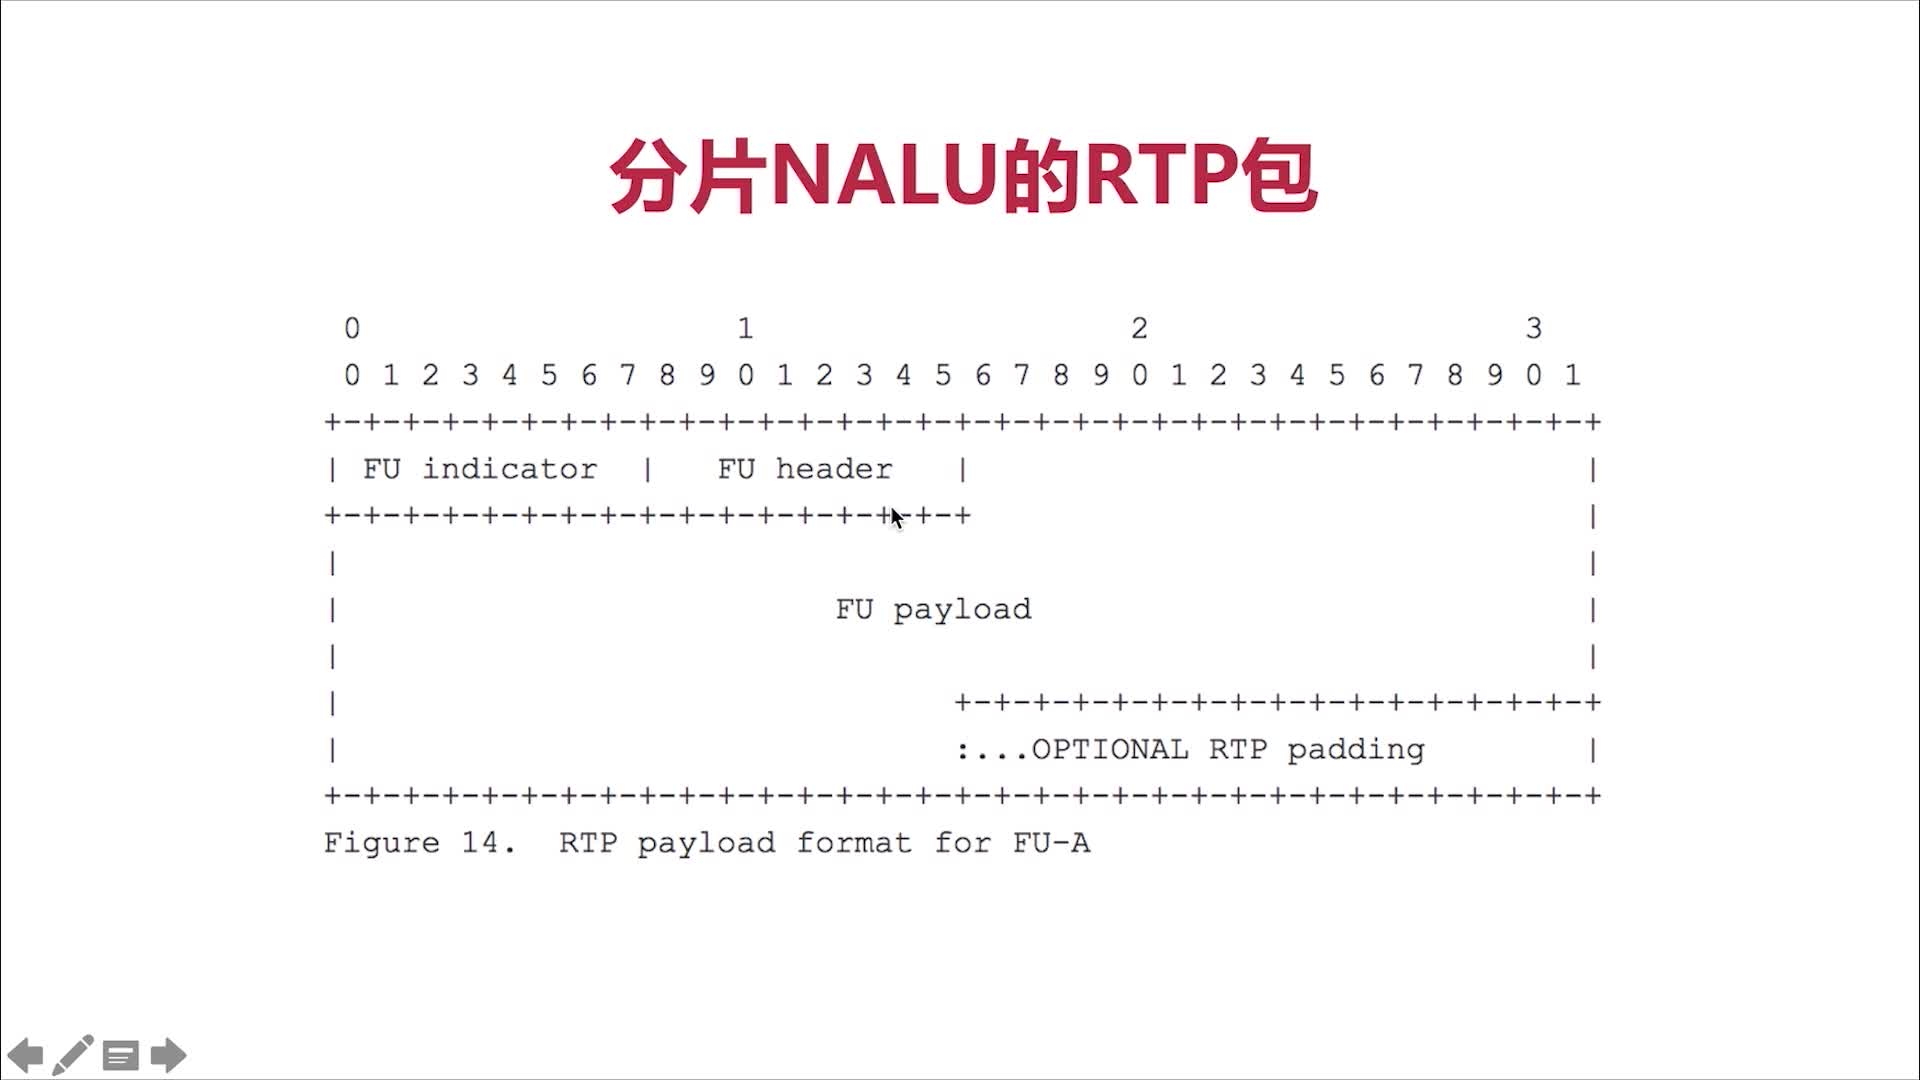 分片NALU的RTP包
0                   1                   2                   3
0 1 2 3 4 5 6 7 8 9 0 1 2 3 4 5 6 7 8 9 0 1 2 3 4 5 6 7 8 9 0 1
+-+-+-+-+-+-+-+-+-+-+-+-+-+-+-+-+-+-+-+-+-+-+-+-+-+-+-+-+-+-+-+-+
| FU indicator  |   FU header   |                               |
+-+-+-+-+-+-+-+-+-+-+-+-+-+-+-+-+                               |
|                                                               |
|                         FU payload                            |
|                                                               |
|                               +-+-+-+-+-+-+-+-+-+-+-+-+-+-+-+-+
|                               :...OPTIONAL RTP padding        |
+-+-+-+-+-+-+-+-+-+-+-+-+-+-+-+-+-+-+-+-+-+-+-+-+-+-+-+-+-+-+-+-+
Figure 14.  RTP payload format for FU-A